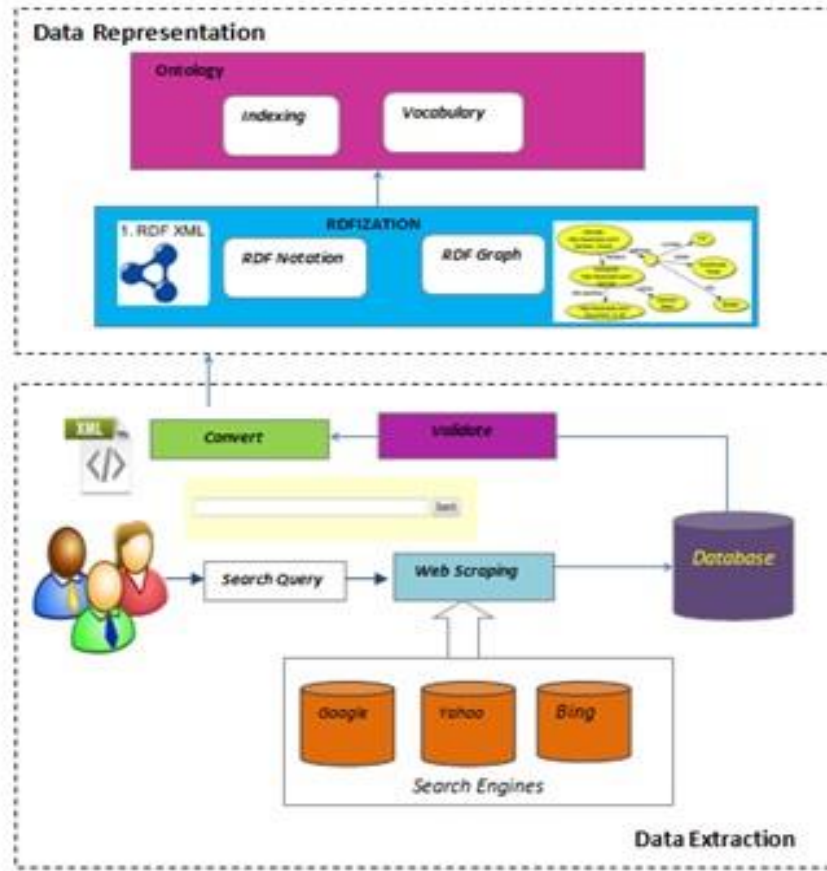 Data Representation
Ontology
Indexing
Vocabulary
RDFIZATION
1. RDF XML
RDF Notation
RDF Graph
XML
Convert
Validate
Database
Search Query
Web Scraping
Google
Yahoo
Bing
Search Engines
Data Extraction